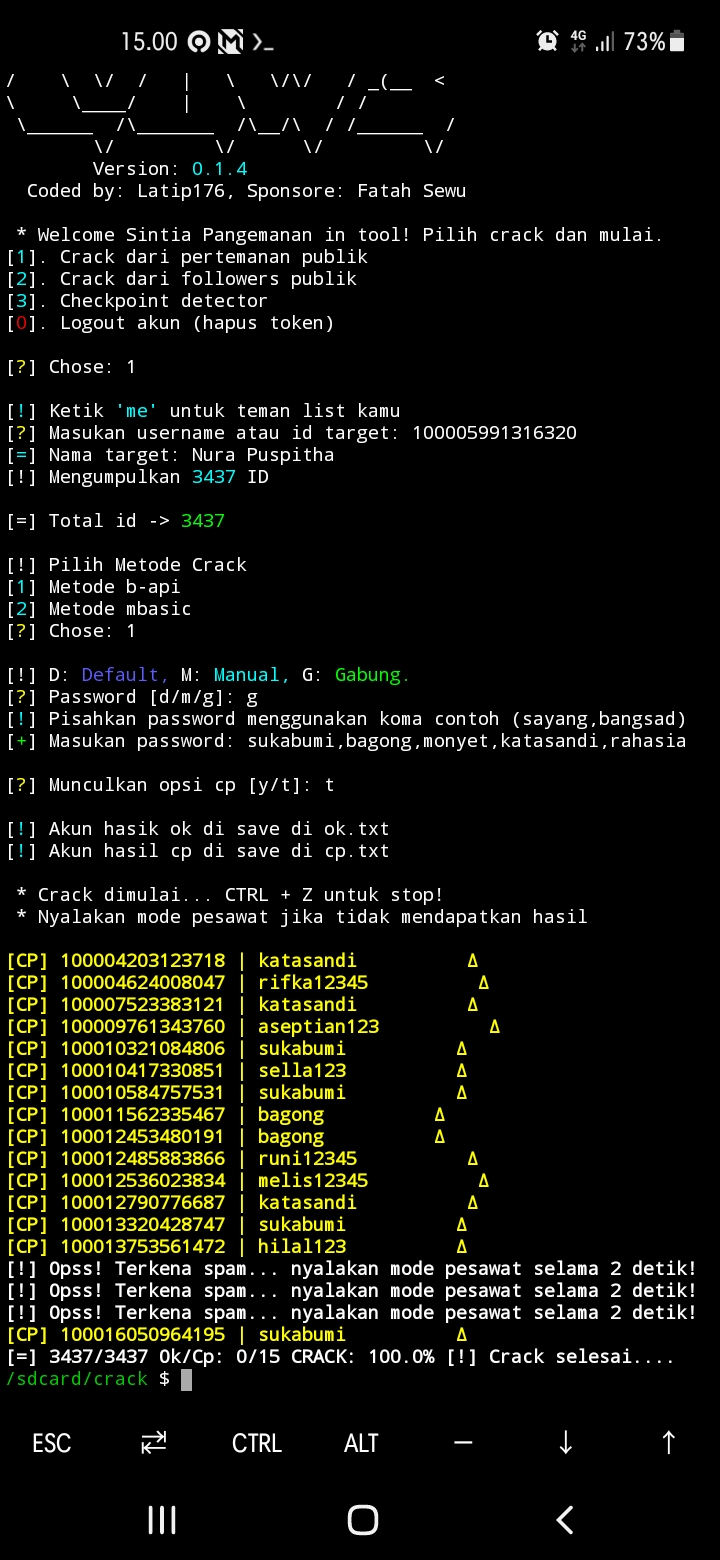 15.00 4G 73%
Version: 0.1.4
Coded by: Latip176, Sponsore: Fatah Sewu
* Welcome Sintia Pangemanan in tool! Pilih crack dan mulai.
[1]. Crack dari pertemanan publik
[2]. Crack dari followers publik
[3]. Checkpoint detector
[0]. Logout akun (hapus token)
[?] Chose: 1
[!] Ketik 'me' untuk teman list kamu
[?] Masukan username atau id target: 100005991316320
[=] Nama target: Nura Puspitha
[!] Mengumpulkan 3437 ID
[=] Total id -> 3437
[!] Pilih Metode Crack
[1] Metode b-api
[2] Metode mbasic
[?] Chose: 1
[!] D: Default, M: Manual, G: Gabung.
[?] Password [d/m/g]: g
[!] Pisahkan password menggunakan koma contoh (sayang,bangsad)
[+] Masukan password: sukabumi,bagong,monyet,katasandi,rahasia
[?] Munculkan opsi cp [y/t]: t
[!] Akun hasik ok di save di ok.txt
[!] Akun hasil cp di save di cp.txt
* Crack dimulai... CTRL + Z untuk stop!
* Nyalakan mode pesawat jika tidak mendapatkan hasil
[CP] 100004203123718 | katasandi Δ
[CP] 100004624008047 | rifka12345 Δ
[CP] 100007523383121 | katasandi Δ
[CP] 100009761343760 | aseptian123 Δ
[CP] 100010321084806 | sukabumi Δ
[CP] 100010417330851 | sella123 Δ
[CP] 100010584757531 | sukabumi Δ
[CP] 100011562335467 | bagong Δ
[CP] 100012453480191 | bagong Δ
[CP] 100012485883866 | runi12345 Δ
[CP] 100012536023834 | melis12345 Δ
[CP] 100012790776687 | katasandi Δ
[CP] 100013320428747 | sukabumi Δ
[CP] 100013753561472 | hilal123 Δ
[!] Opss! Terkena spam... nyalakan mode pesawat selama 2 detik!
[!] Opss! Terkena spam... nyalakan mode pesawat selama 2 detik!
[!] Opss! Terkena spam... nyalakan mode pesawat selama 2 detik!
[CP] 100016050964195 | sukabumi Δ
[=] 3437/3437 Ok/Cp: 0/15 CRACK: 100.0% [!] Crack selesai....
/sdcard/crack $
ESC ⇄ CTRL ALT — ↓ ↑